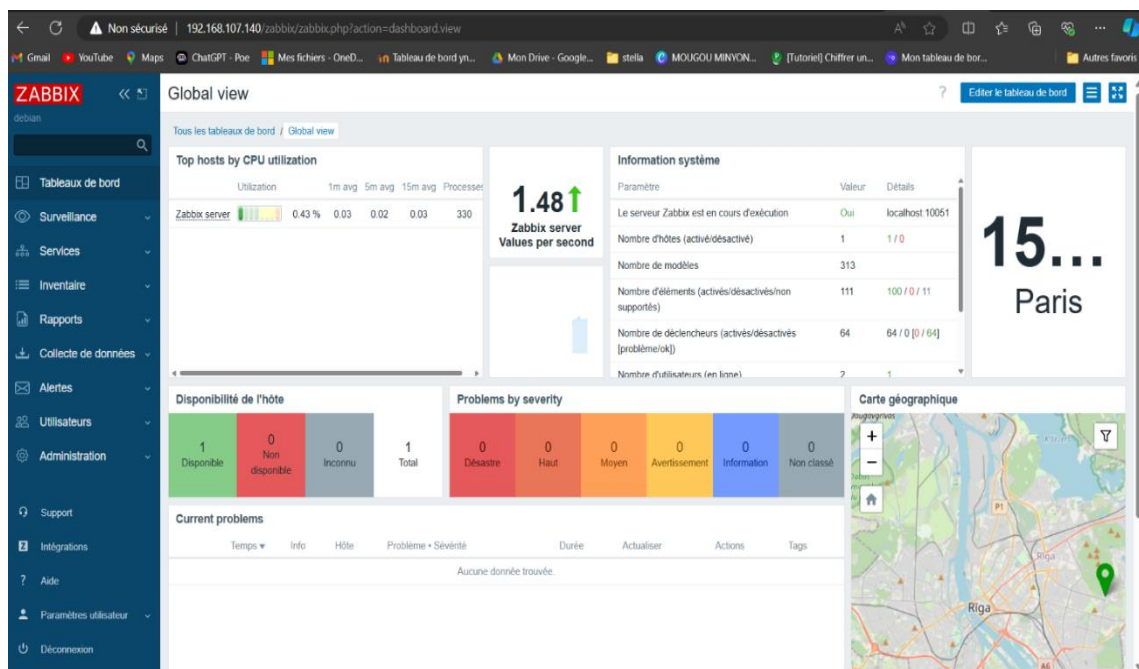 Non sécurisé | 192.168.107.140/zabbix/zabbix.php?action=dashboard.view
Gmail YouTube Maps ChatGPT - Poe Mes fichiers - OneD... Tableau de bord yn... Mon Drive - Google... stella MOUGOU MINYON... [Tutoriel] Chiffrer un... Mon tableau de bor... Autres favoris
ZABBIX
debian
Tableaux de bord
Surveillance
Services
Inventaire
Rapports
Collecte de données
Alertes
Utilisateurs
Administration
Support
Intégrations
Aide
Paramètres utilisateur
Déconnexion
Global view
? Editer le tableau de bord
Tous les tableaux de bord / Global view
Top hosts by CPU utilization
Utilization 1m avg 5m avg 15m avg Processes
Zabbix server 0.43 % 0.03 0.02 0.03 330
1.48
Zabbix server
Values per second
Information système
Paramètre Valeur Détails
Le serveur Zabbix est en cours d'exécution Oui localhost:10051
Nombre d'hôtes (activé/désactivé) 1 1 / 0
Nombre de modèles 313
Nombre d'éléments (activés/désactivés/non
supportés) 111 100 / 0 / 11
Nombre de déclencheurs (activés/désactivés
[problème/ok]) 64 64 / 0 [0 / 64]
Nombre d'utilisateurs (en ligne) 2 1
15...
Paris
Disponibilité de l'hôte
1
Disponible
0
Non
disponible
0
Inconnu
1
Total
Problems by severity
0
Désastre
0
Haut
0
Moyen
0
Avertissement
0
Information
0
Non classé
Current problems
Temps Info Hôte Problème • Sévérité Durée Actualiser Actions Tags
Aucune donnée trouvée.
Carte géographique
+
−
P1
Riga
Riga
A6